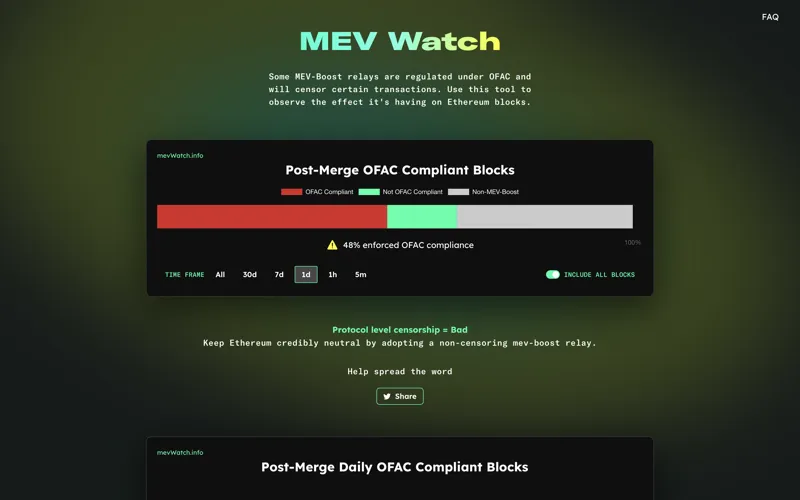 FAQ
MEV Watch
Some MEV-Boost relays are regulated under OFAC and
will censor certain transactions. Use this tool to
observe the effect it's having on Ethereum blocks.
mevWatch.info
Post-Merge OFAC Compliant Blocks
OFAC Compliant Not OFAC Compliant Non-MEV-Boost
48% enforced OFAC compliance
100%
TIME FRAME All 30d 7d 1d 1h 5m INCLUDE ALL BLOCKS
Protocol level censorship = Bad
Keep Ethereum credibly neutral by adopting a non-censoring mev-boost relay.
Help spread the word
Share
mevWatch.info
Post-Merge Daily OFAC Compliant Blocks